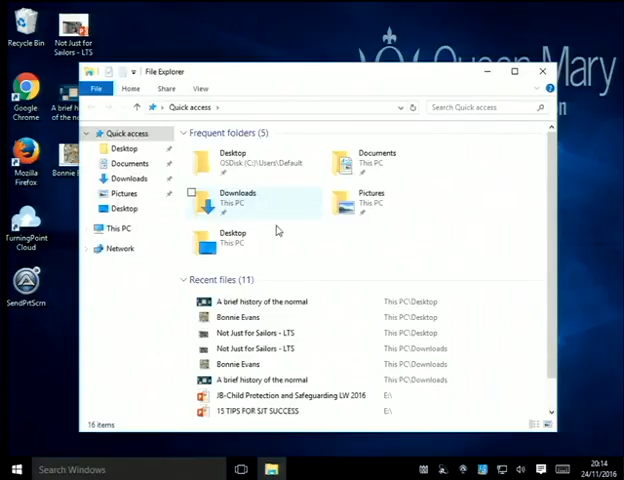 Recycle Bin
Not Just for
Sailors - LTS
Queen Mary
Google
Chrome
A brief h
of the no
Mozilla
Firefox
Bonnie E
TurningPoint
Cloud
SendPrtScrn
File Explorer
File
Home
Share
View
Quick access
Search Quick access
Quick access
Desktop
Documents
Downloads
Pictures
Desktop
This PC
Network
Frequent folders (5)
Desktop
OSDisk (C:)\Users\Default
Documents
This PC
Downloads
This PC
Pictures
This PC
Desktop
This PC
Recent files (11)
A brief history of the normal This PC\Desktop
Bonnie Evans This PC\Desktop
Not Just for Sailors - LTS This PC\Desktop
Not Just for Sailors - LTS This PC\Downloads
Bonnie Evans This PC\Downloads
A brief history of the normal This PC\Downloads
JB-Child Protection and Safeguarding LW 2016 E:\
15 TIPS FOR SJT SUCCESS E:\
16 items
Search Windows
20:14
24/11/2016